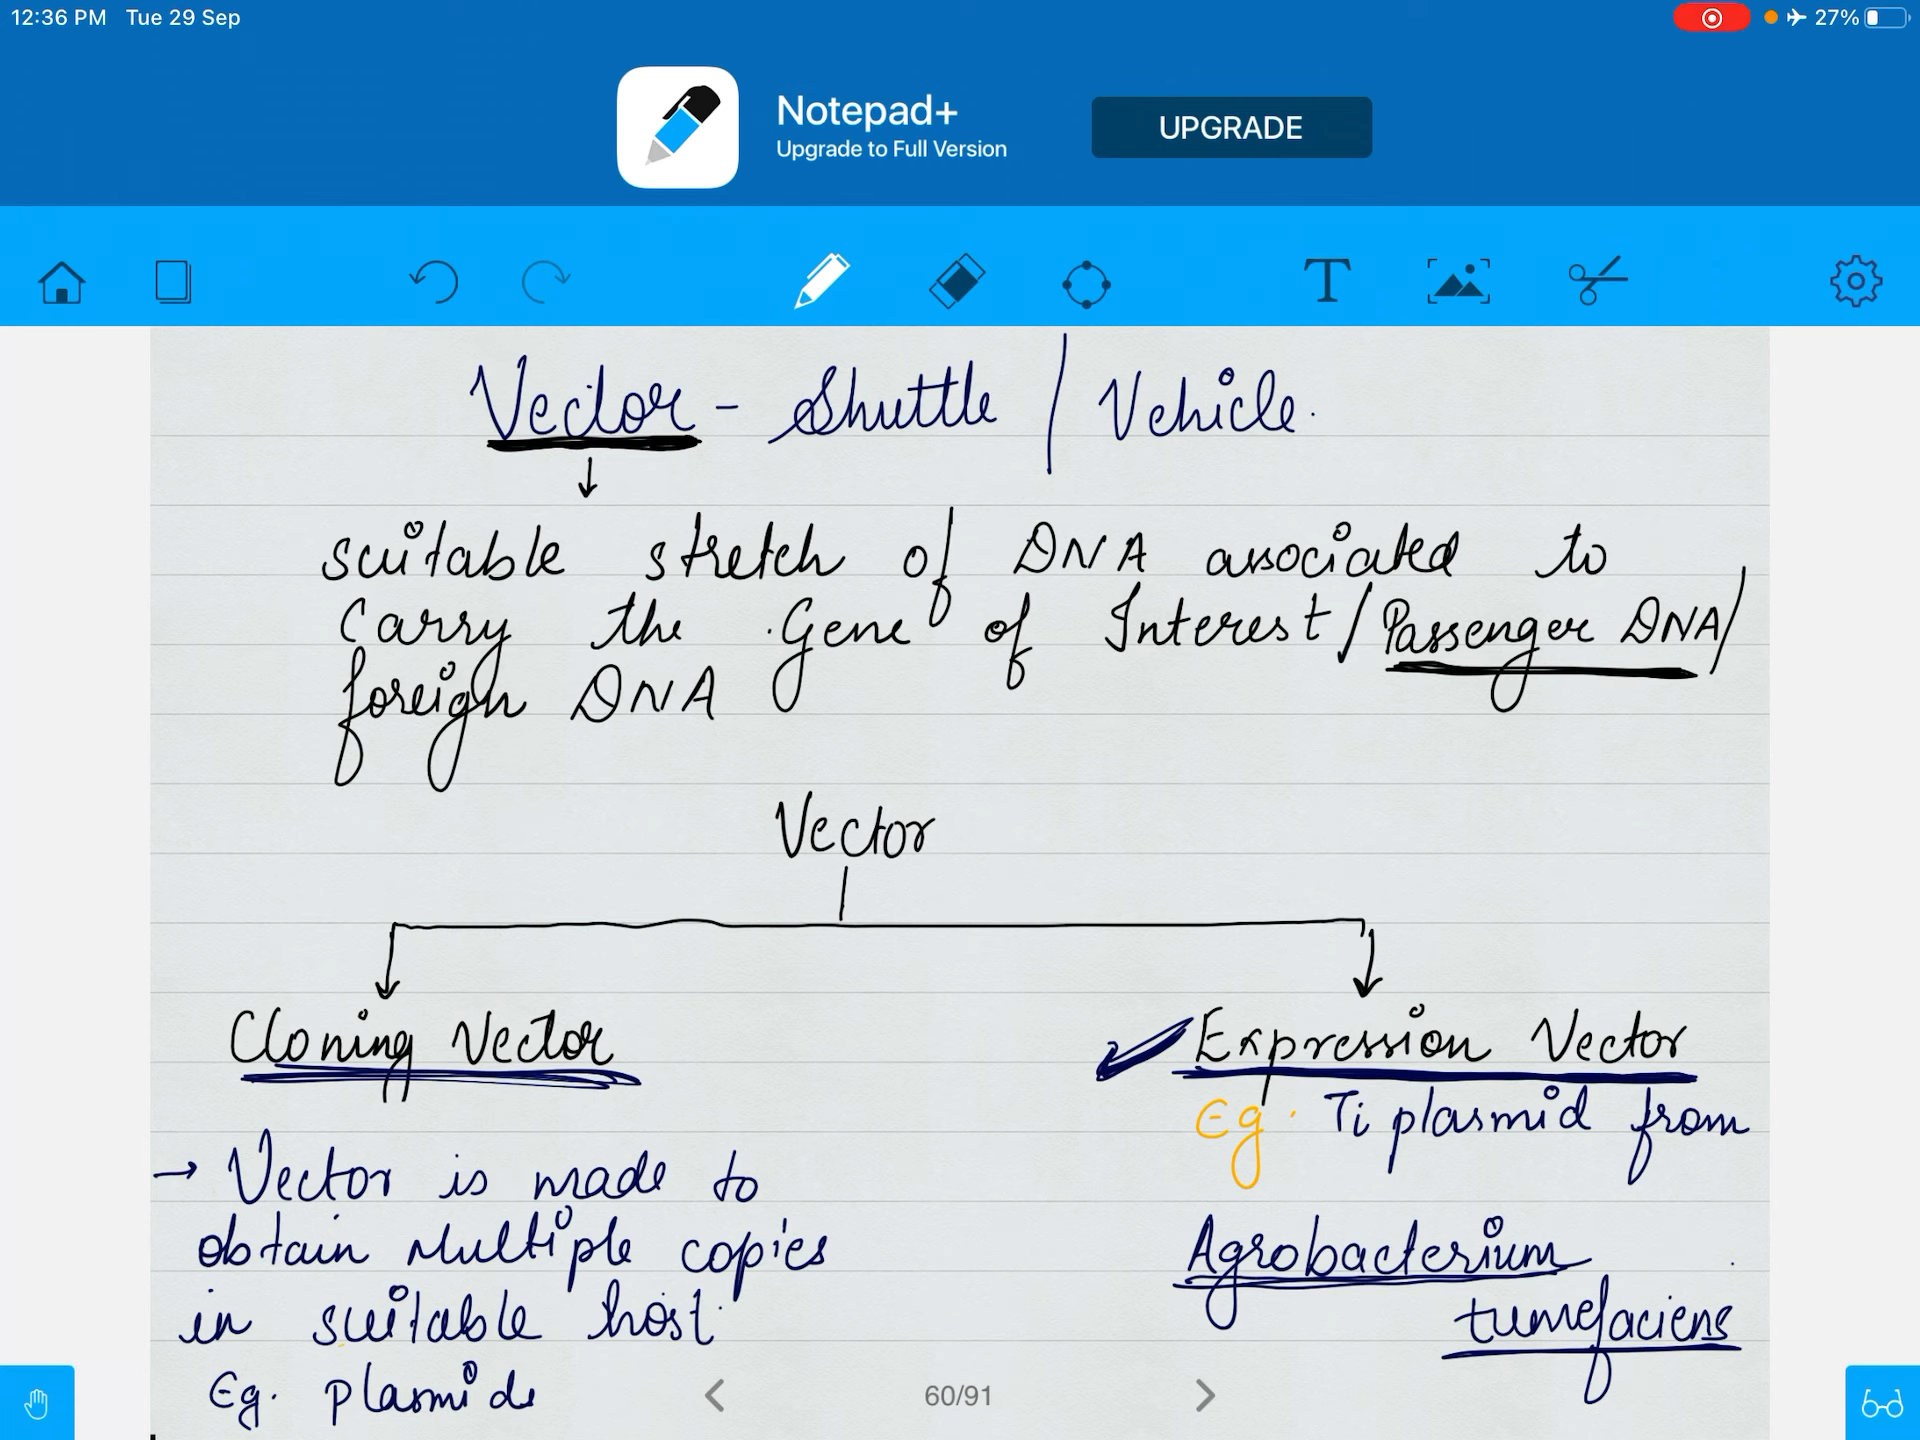 12:36 PM Tue 29 Sep
27%
Notepad+
Upgrade to Full Version
UPGRADE
T
Vector - Shuttle / Vehicle.
suitable stretch of DNA associated to
carry the Gene of Interest / Passenger DNA /
foreign DNA
Vector
Cloning Vector
Expression Vector
Eg. Ti plasmid from
Agrobacterium
tumefaciens
→ Vector is made to
obtain Multiple copies
in suitable host.
Eg. plasmids
60/91